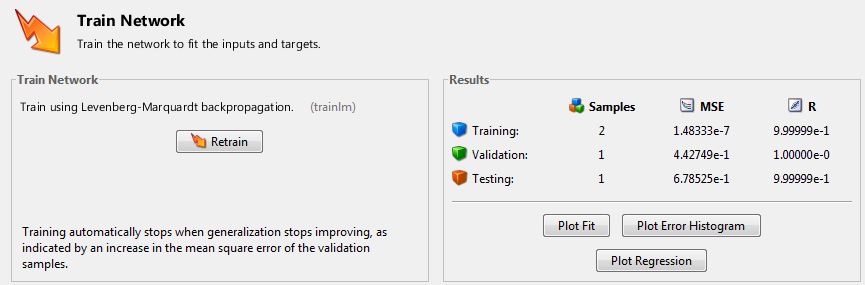 Train Network
Train the network to fit the inputs and targets.
Train Network
Train using Levenberg-Marquardt backpropagation. (trainlm)
Retrain
Training automatically stops when generalization stops improving, as
indicated by an increase in the mean square error of the validation
samples.
Results
Samples MSE R
Training: 2 1.48333e-7 9.99999e-1
Validation: 1 4.42749e-1 1.00000e-0
Testing: 1 6.78525e-1 9.99999e-1
Plot Fit Plot Error Histogram
Plot Regression